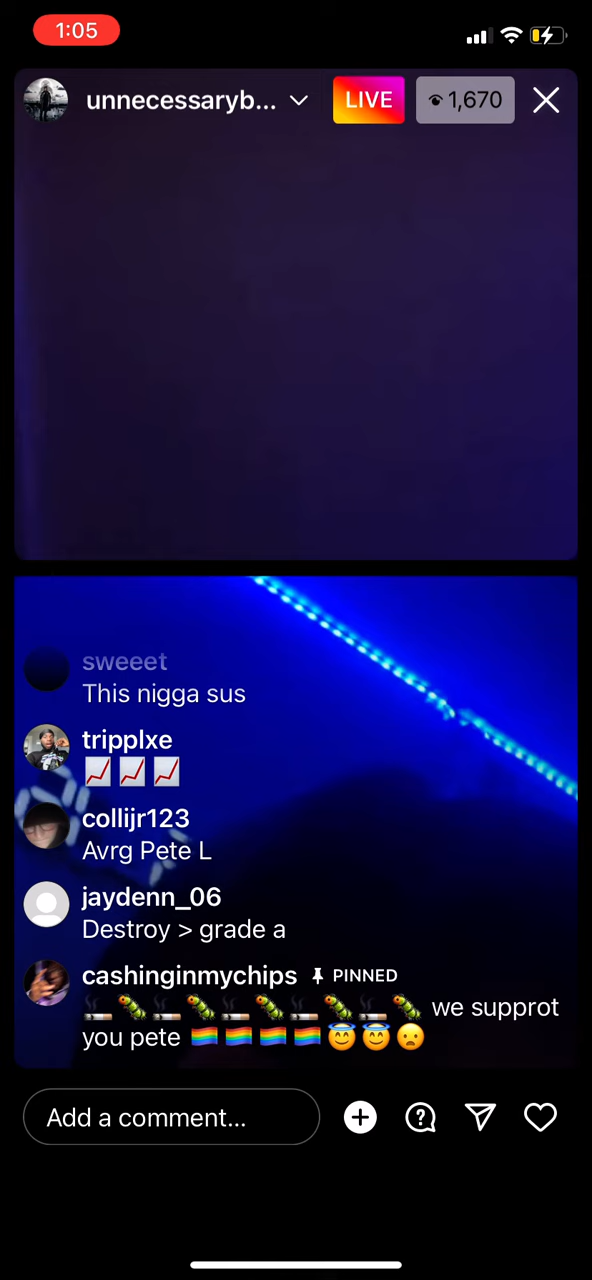 1:05
unnecessaryb...
LIVE
1,670
sweeet
This nigga sus
tripplxe
📈 📈 📈
collijr123
Avrg Pete L
jaydenn_06
Destroy > grade a
cashinginmychips PINNED
🚬🐛🚬🐛🚬🐛🚬🐛🚬🐛 we supprot
you pete 🏳️‍🌈🏳️‍🌈🏳️‍🌈🏳️‍🌈😇😇😦
Add a comment...